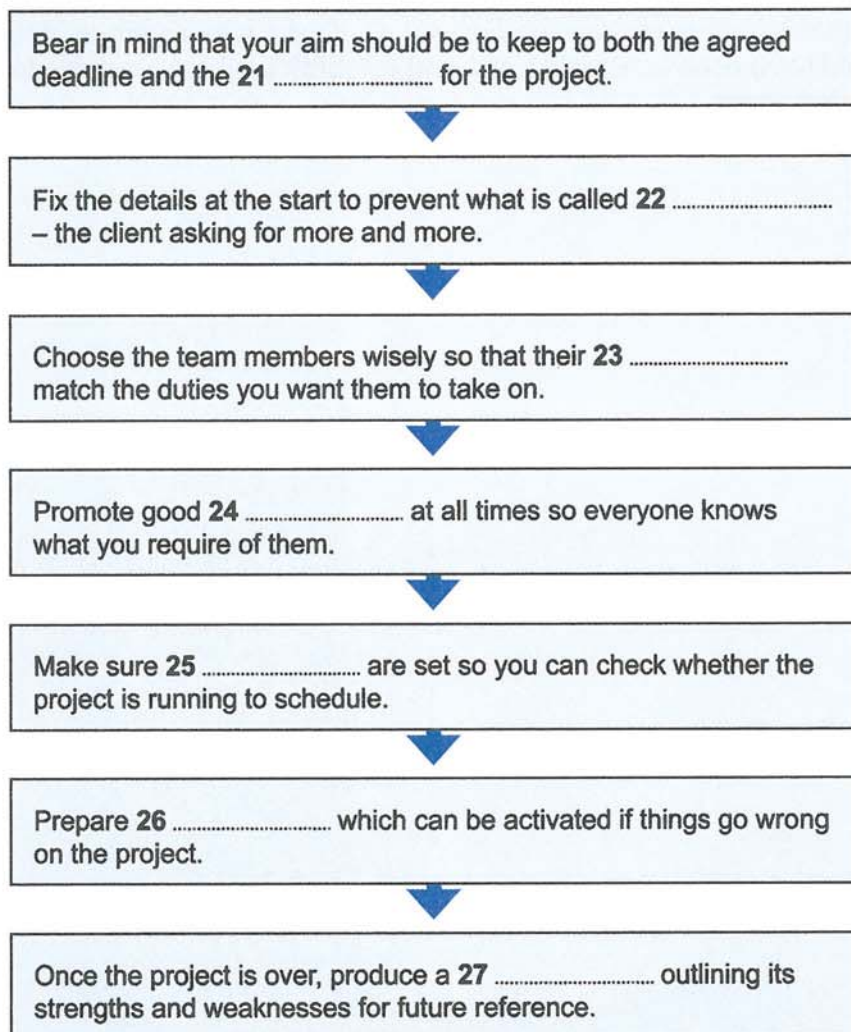 Bear in mind that your aim should be to keep to both the agreed
deadline and the 21 .............................. for the project.
Fix the details at the start to prevent what is called 22 ..............................
– the client asking for more and more.
Choose the team members wisely so that their 23 ..............................
match the duties you want them to take on.
Promote good 24 .............................. at all times so everyone knows
what you require of them.
Make sure 25 .............................. are set so you can check whether the
project is running to schedule.
Prepare 26 .............................. which can be activated if things go wrong
on the project.
Once the project is over, produce a 27 .............................. outlining its
strengths and weaknesses for future reference.